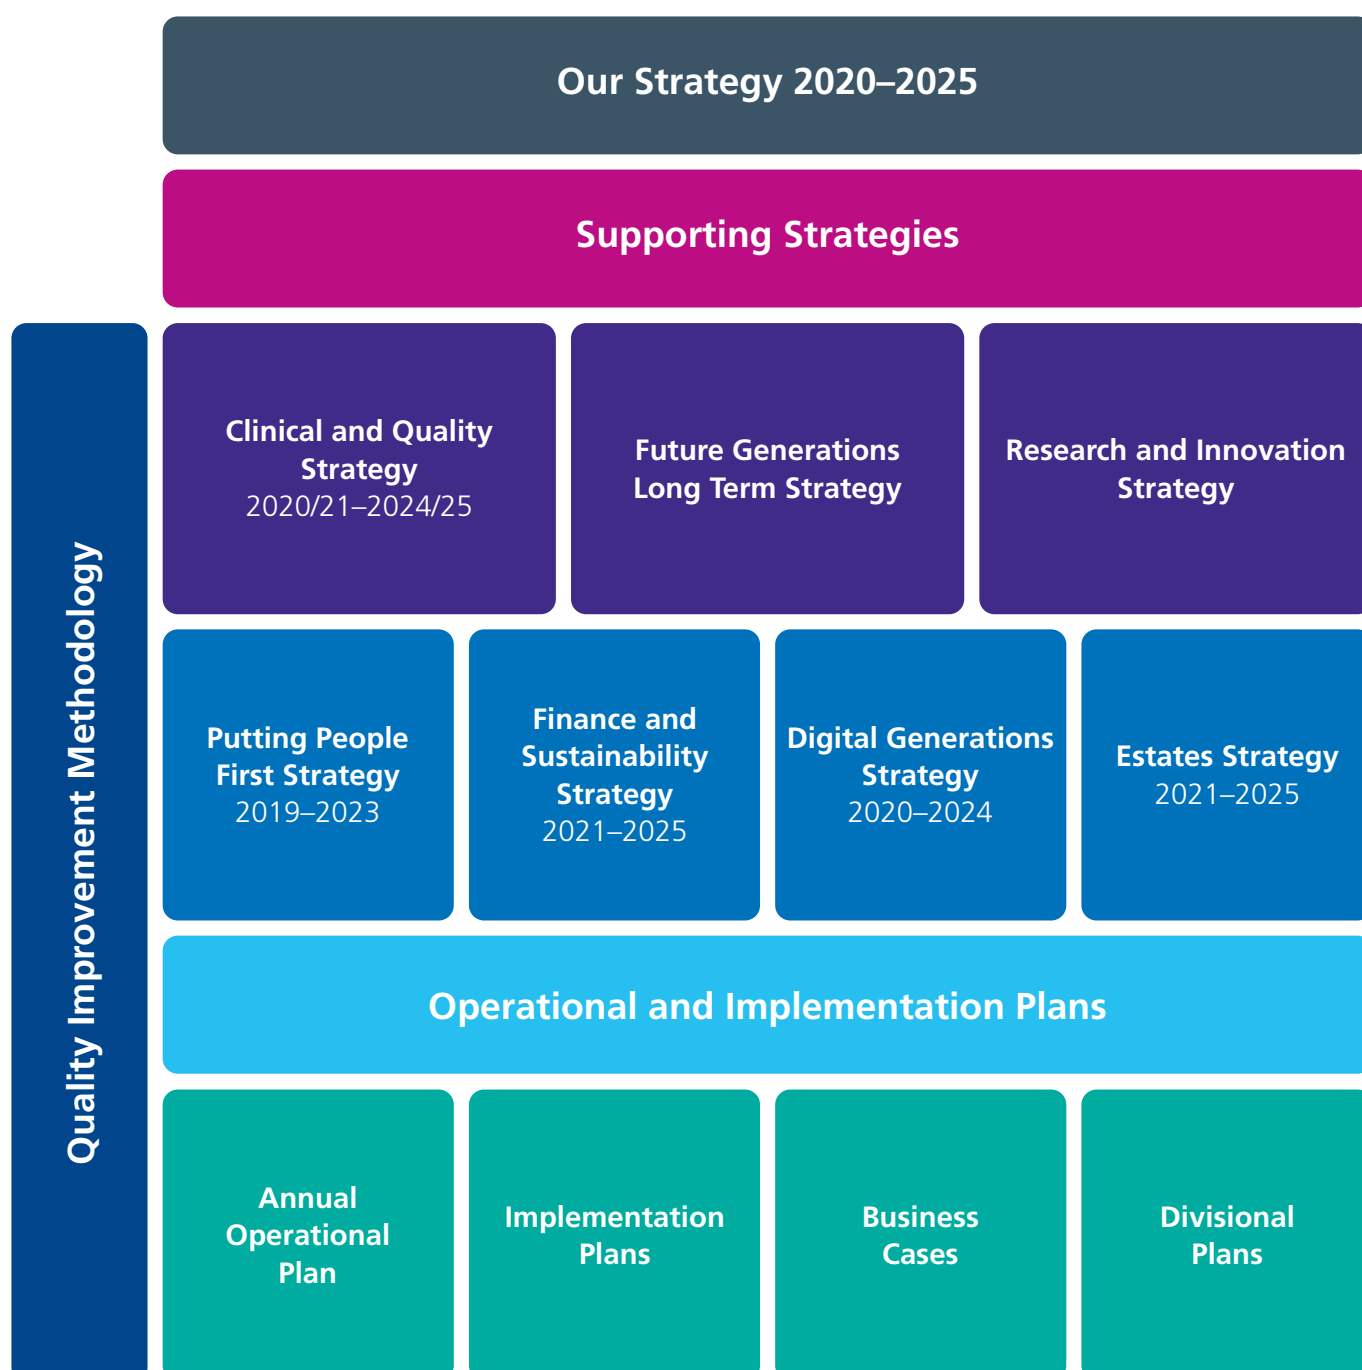 Our Strategy 2020–2025
Supporting Strategies
Quality Improvement Methodology
Clinical and Quality
Strategy
2020/21–2024/25
Future Generations
Long Term Strategy
Research and Innovation
Strategy
Putting People
First Strategy
2019–2023
Finance and
Sustainability
Strategy
2021–2025
Digital Generations
Strategy
2020–2024
Estates Strategy
2021–2025
Operational and Implementation Plans
Annual
Operational
Plan
Implementation
Plans
Business
Cases
Divisional
Plans